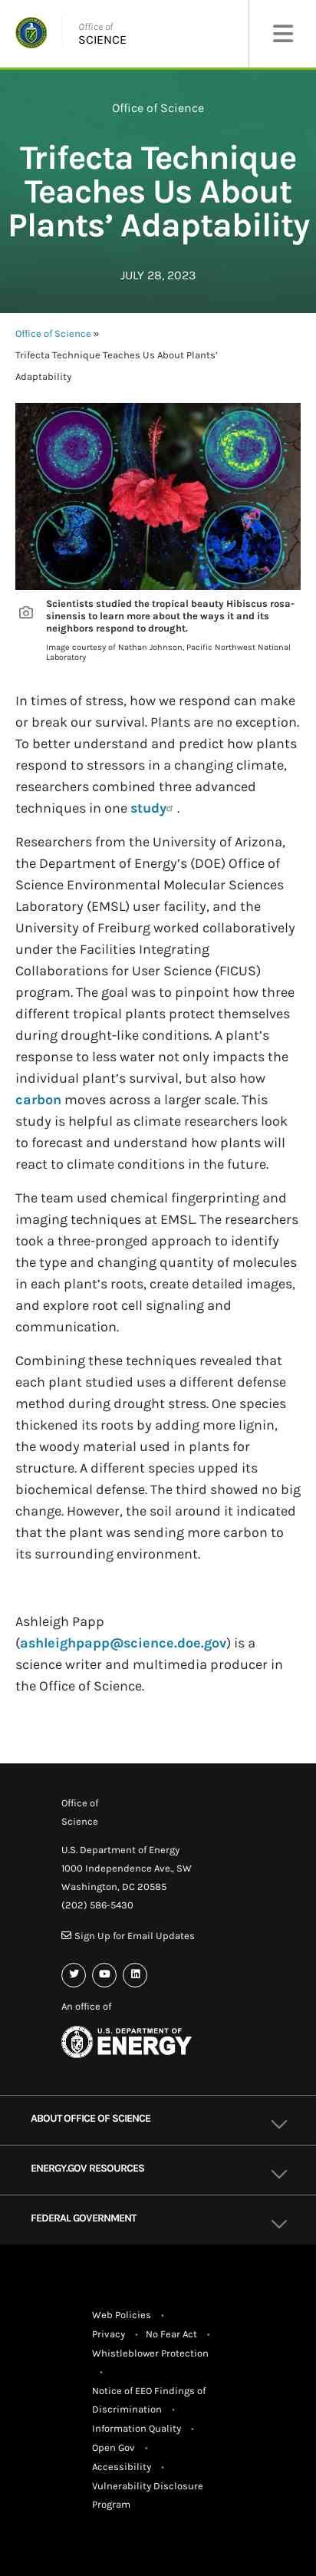 Office of
SCIENCE
Office of Science
Trifecta Technique
Teaches Us About
Plants’ Adaptability
JULY 28, 2023
Office of Science »
Trifecta Technique Teaches Us About Plants’
Adaptability
Scientists studied the tropical beauty Hibiscus rosa-
sinensis to learn more about the ways it and its
neighbors respond to drought.
Image courtesy of Nathan Johnson, Pacific Northwest National
Laboratory
In times of stress, how we respond can make
or break our survival. Plants are no exception.
To better understand and predict how plants
respond to stressors in a changing climate,
researchers combined three advanced
techniques in one study .
Researchers from the University of Arizona,
the Department of Energy’s (DOE) Office of
Science Environmental Molecular Sciences
Laboratory (EMSL) user facility, and the
University of Freiburg worked collaboratively
under the Facilities Integrating
Collaborations for User Science (FICUS)
program. The goal was to pinpoint how three
different tropical plants protect themselves
during drought-like conditions. A plant’s
response to less water not only impacts the
individual plant’s survival, but also how
carbon moves across a larger scale. This
study is helpful as climate researchers look
to forecast and understand how plants will
react to climate conditions in the future.
The team used chemical fingerprinting and
imaging techniques at EMSL. The researchers
took a three-pronged approach to identify
the type and changing quantity of molecules
in each plant’s roots, create detailed images,
and explore root cell signaling and
communication.
Combining these techniques revealed that
each plant studied uses a different defense
method during drought stress. One species
thickened its roots by adding more lignin,
the woody material used in plants for
structure. A different species upped its
biochemical defense. The third showed no big
change. However, the soil around it indicated
that the plant was sending more carbon to
its surrounding environment.
Ashleigh Papp
(ashleighpapp@science.doe.gov) is a
science writer and multimedia producer in
the Office of Science.
Office of
Science
U.S. Department of Energy
1000 Independence Ave., SW
Washington, DC 20585
(202) 586-5430
Sign Up for Email Updates
An office of
U.S. DEPARTMENT OF
ENERGY
ABOUT OFFICE OF SCIENCE
ENERGY.GOV RESOURCES
FEDERAL GOVERNMENT
Web Policies •
Privacy • No Fear Act •
Whistleblower Protection
•
Notice of EEO Findings of
Discrimination •
Information Quality •
Open Gov •
Accessibility •
Vulnerability Disclosure
Program